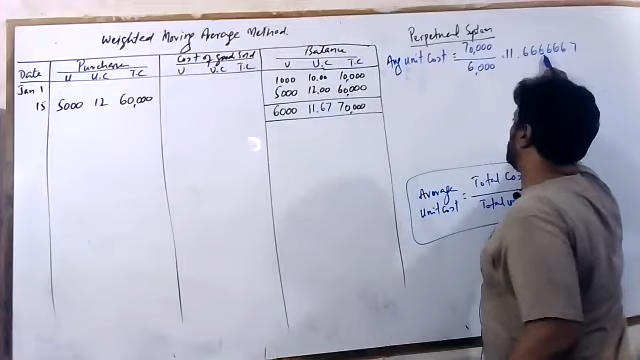 Weighted Moving Average Method.
Perpetual System
Avg Unit Cost = 70,000 / 6,000 = 11.6666667
Date Purchase Cost of good Sold Balance
U U.C T.C U U.C T.C U U.C T.C
Jan 1 1000 10.00 10,000
15 5000 12 60,000 5000 12.00 60,000
6000 11.67 70,000
Average Unit Cost = Total Cos / Total